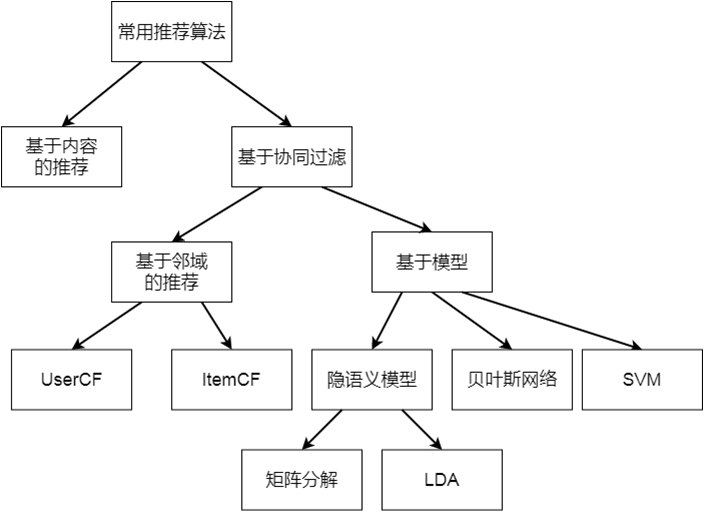 常用推荐算法
基于内容
的推荐
基于协同过滤
基于邻域
的推荐
基于模型
UserCF
ItemCF
隐语义模型
贝叶斯网络
SVM
矩阵分解
LDA